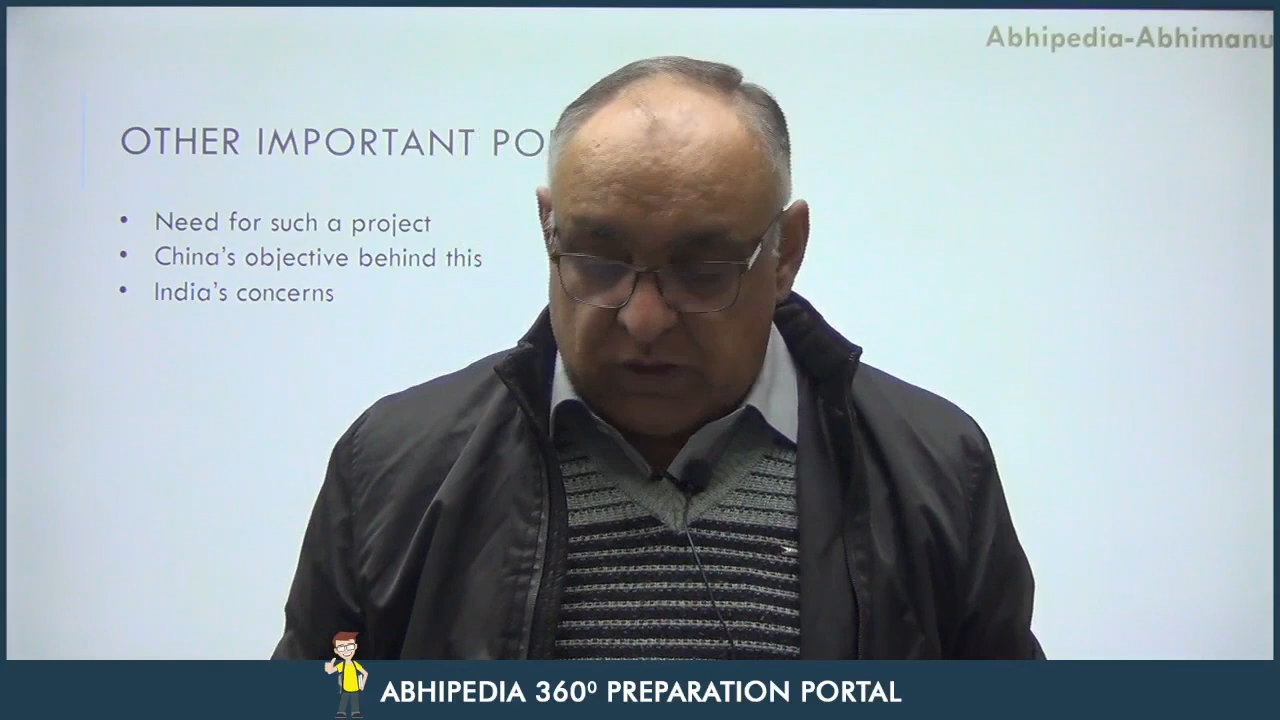 Abhipedia-Abhimanu
OTHER IMPORTANT PO
• Need for such a project
• China's objective behind this
• India's concerns
ABHIPEDIA 360⁰ PREPARATION PORTAL